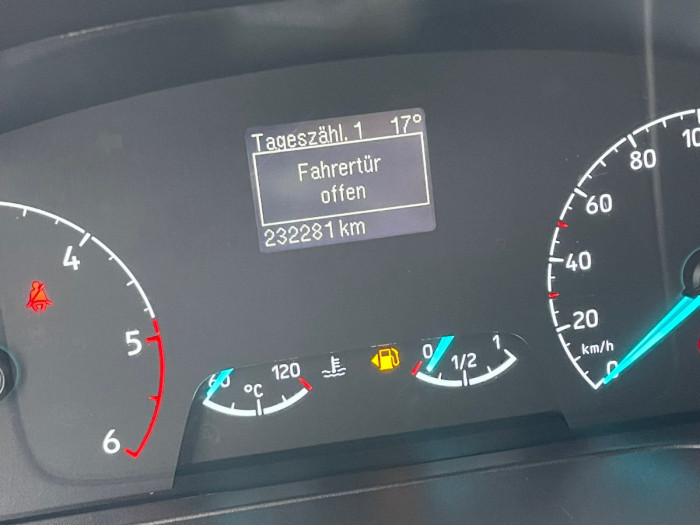 Tageszähl. 1 17°
Fahrertür
offen
232281 km
4
5
6
60 °C 120
0 1/2 1
0 20 40 60 80 10
km/h